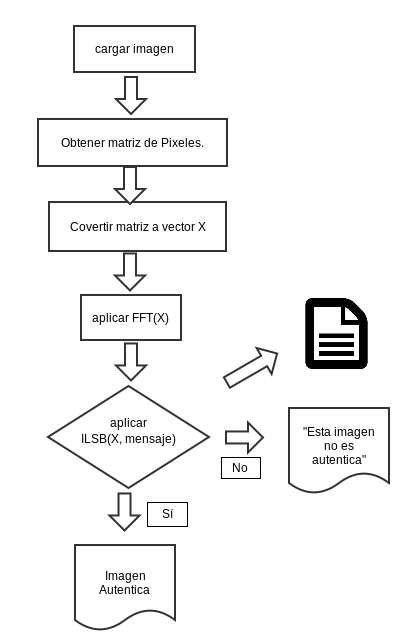 cargar imagen
Obtener matriz de Pixeles.
Covertir matriz a vector X
aplicar FFT(X)
aplicar
ILSB(X, mensaje)
No
"Esta imagen
no es
autentica"
Sí
Imagen
Autentica